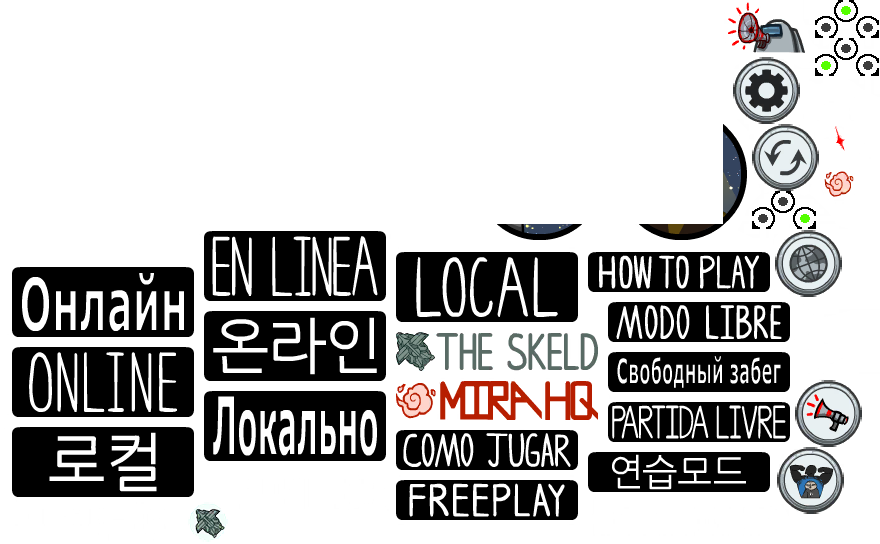 Онлайн
ONLINE
로컬
EN LINEA
온라인
Локально
LOCAL
THE SKELD
MIRA HQ
COMO JUGAR
FREEPLAY
HOW TO PLAY
MODO LIBRE
Свободный забег
PARTIDA LIVRE
연습모드